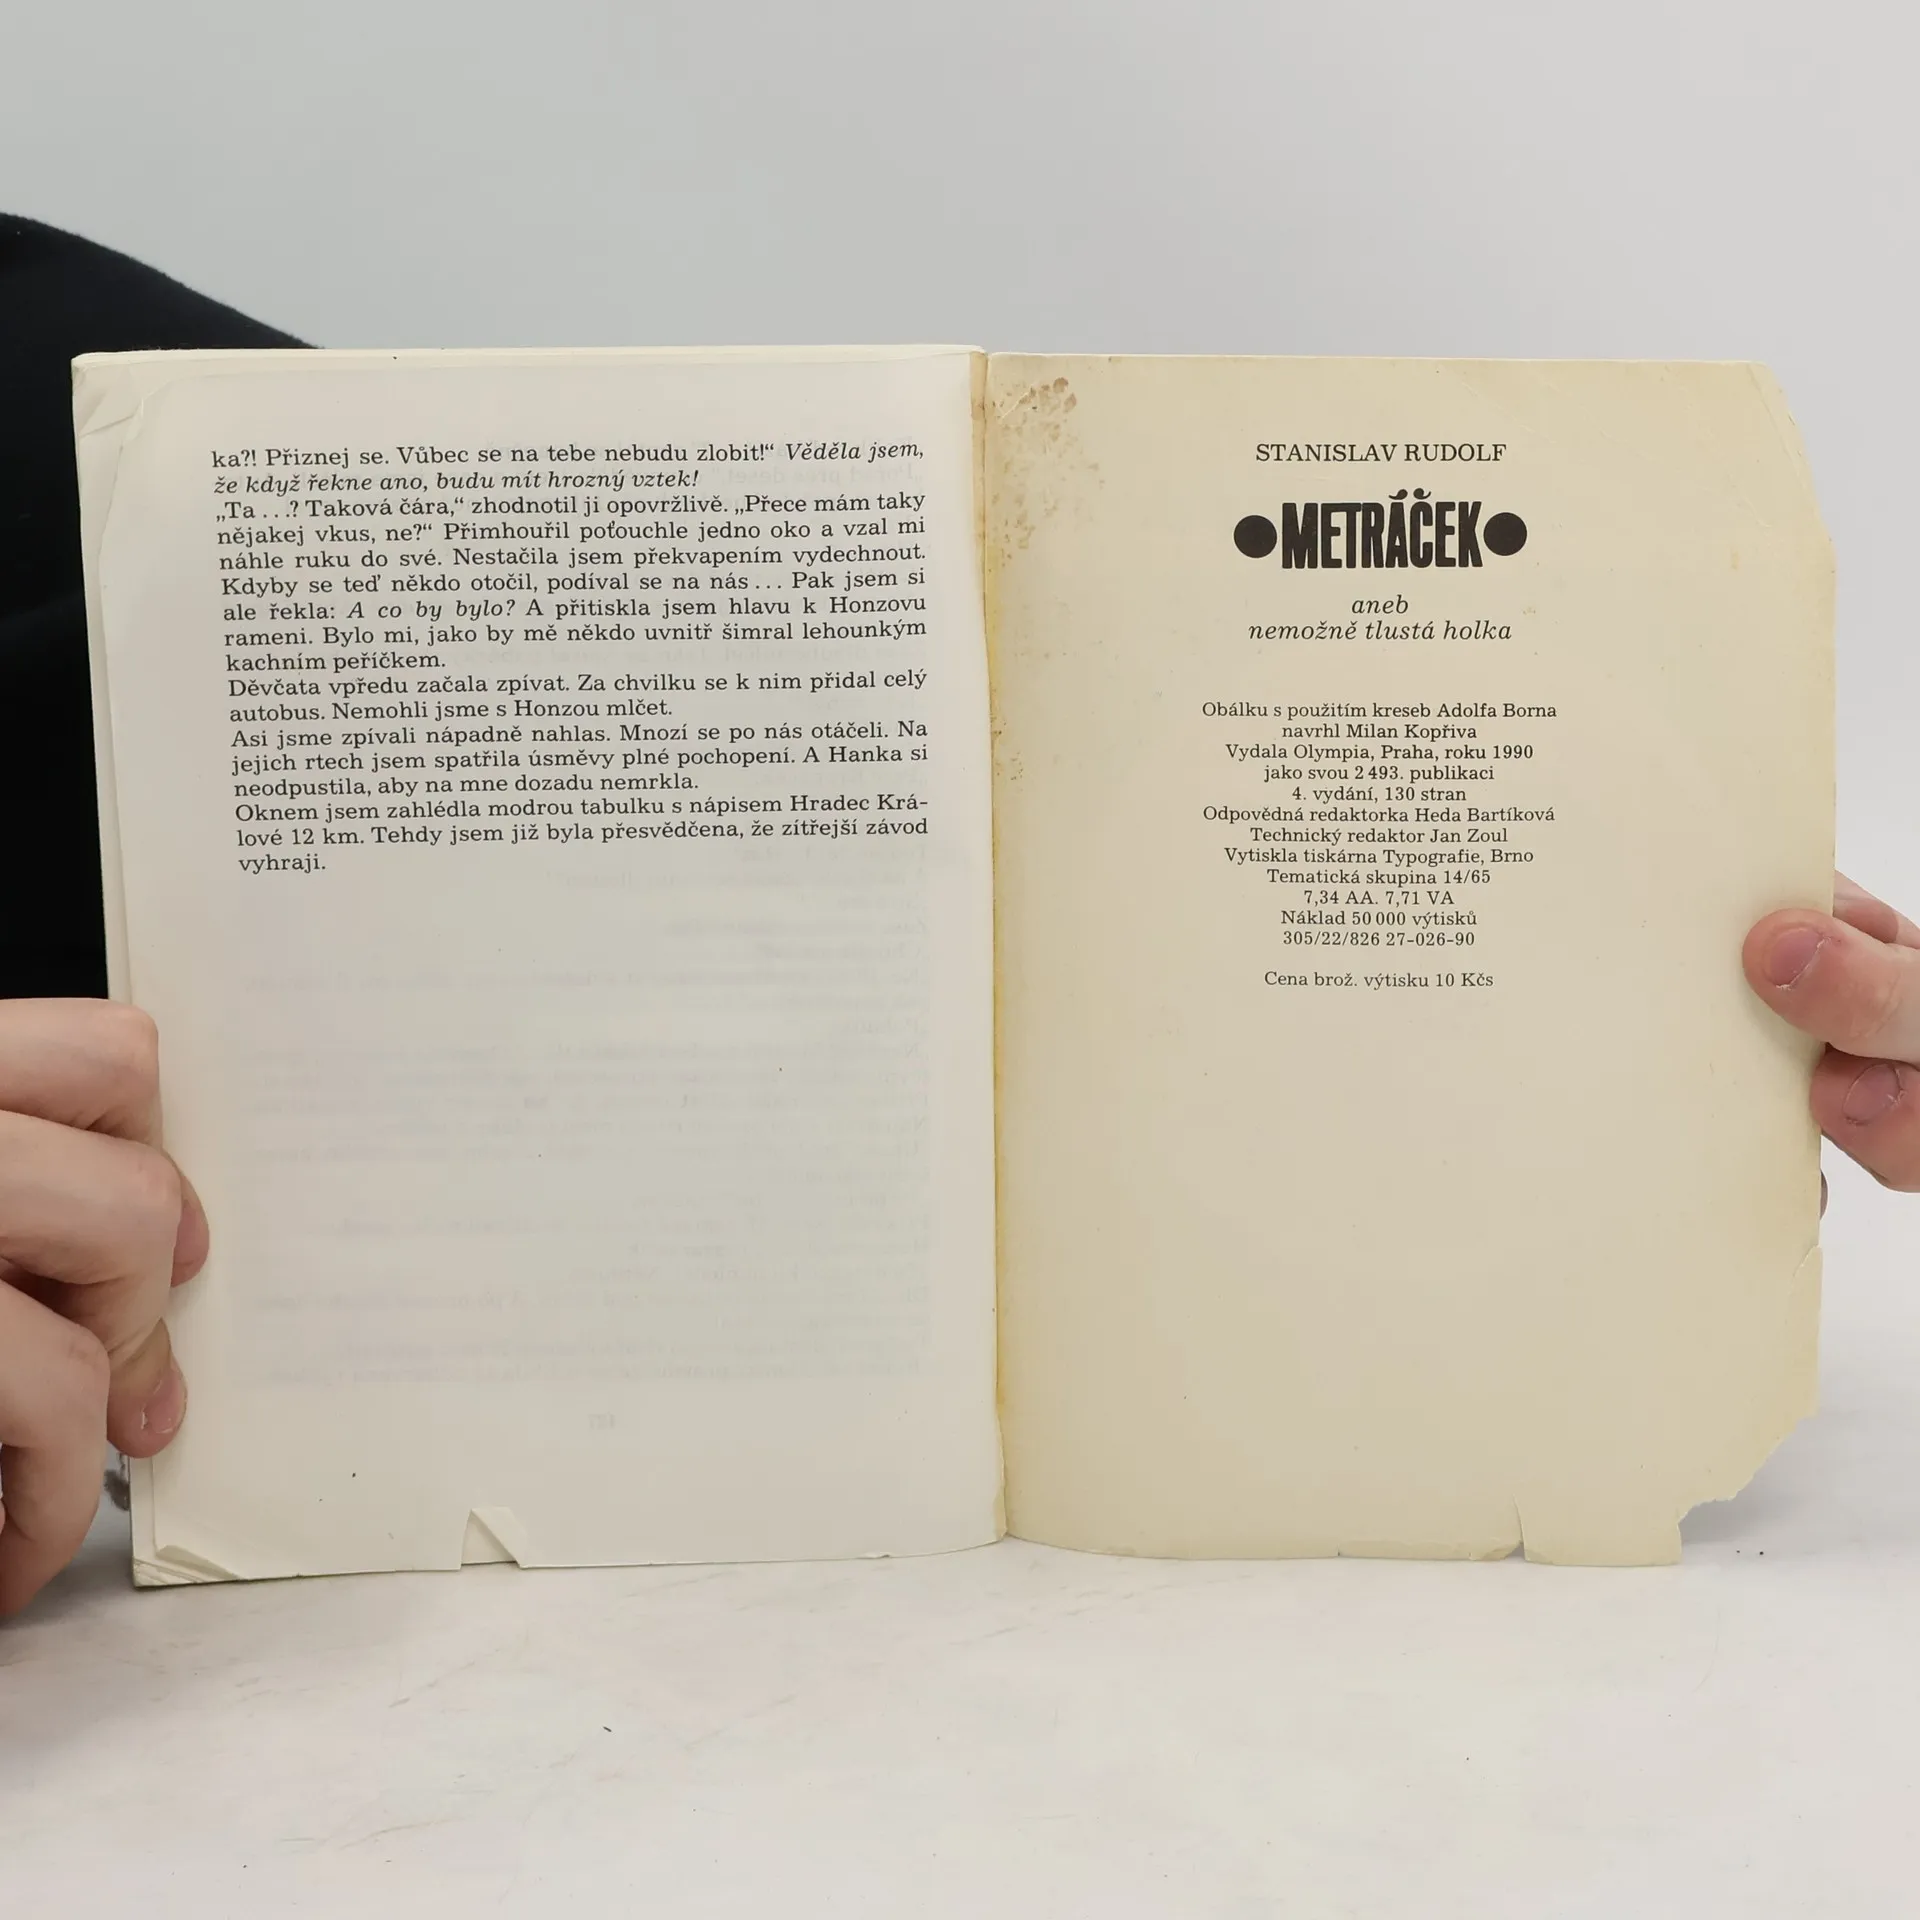 ka?! Přiznej se. Vůbec se na tebe nebudu zlobit!“ Věděla jsem,
že když řekne ano, budu mít hrozný vztek!
„Ta . . .? Taková čára,“ zhodnotil ji opovržlivě. „Přece mám taky
nějakej vkus, ne?“ Přimhouřil poťouchle jedno oko a vzal mi
náhle ruku do své. Nestačila jsem překvapením vydechnout.
Kdyby se teď někdo otočil, podíval se na nás . . . Pak jsem si
ale řekla: A co by bylo? A přitiskla jsem hlavu k Honzovu
rameni. Bylo mi, jako by mě někdo uvnitř šimral lehounkým
kachním peříčkem.
Děvčata vpředu začala zpívat. Za chvilku se k nim přidal celý
autobus. Nemohli jsme s Honzou mlčet.
Asi jsme zpívali nápadně nahlas. Mnozí se po nás otáčeli. Na
jejich rtech jsem spatřila úsměvy plné pochopení. A Hanka si
neodpustila, aby na mne dozadu nemrkla.
Oknem jsem zahlédla modrou tabulku s nápisem Hradec Krá-
lové 12 km. Tehdy jsem již byla přesvědčena, že zítřejší závod
vyhraji.
STANISLAV RUDOLF
●METRÁČEK●
aneb
nemožně tlustá holka
Obálku s použitím kreseb Adolfa Borna
navrhl Milan Kopřiva
Vydala Olympia, Praha, roku 1990
jako svou 2 493. publikaci
4. vydání, 130 stran
Odpovědná redaktorka Heda Bartíková
Technický redaktor Jan Zoul
Vytiskla tiskárna Typografie, Brno
Tematická skupina 14/65
7,34 AA. 7,71 VA
Náklad 50 000 výtisků
305/22/826 27-026-90
Cena brož. výtisku 10 Kčs